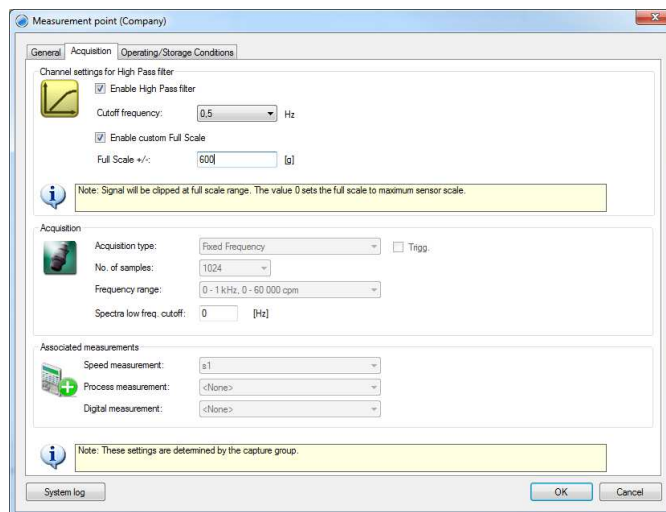 Measurement point (Company)
General
Acquisition
Operating/Storage Conditions
Channel settings for High Pass filter
Enable High Pass filter
Cutoff frequency: 0,5 Hz
Enable custom Full Scale
Full Scale +/-: 600 [g]
Note: Signal will be clipped at full scale range. The value 0 sets the full scale to maximum sensor scale.
Acquisition
Acquisition type: Fixed Frequency Trigg.
No. of samples: 1024
Frequency range: 0 - 1 kHz, 0 - 60 000 cpm
Spectra low freq. cutoff: 0 [Hz]
Associated measurements
Speed measurement: s1
Process measurement: <None>
Digital measurement: <None>
Note: These settings are determined by the capture group.
System log
OK
Cancel